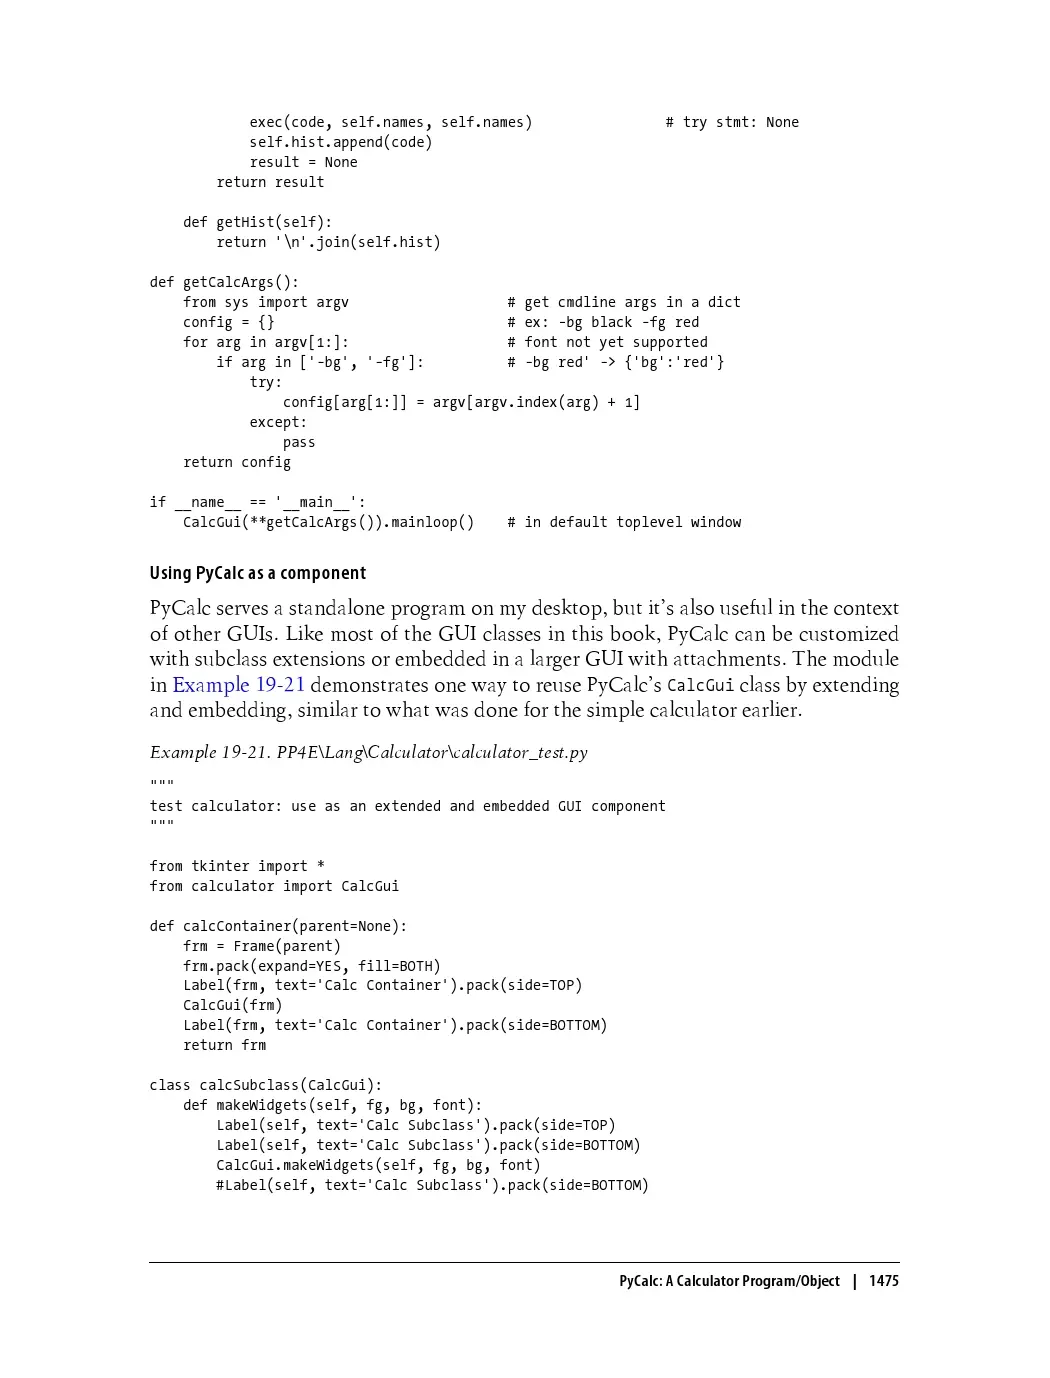 exec(code, self.names, self.names)                # try stmt: None
            self.hist.append(code)
            result = None
        return result

    def getHist(self):
        return '\n'.join(self.hist)

def getCalcArgs():
    from sys import argv                   # get cmdline args in a dict
    config = {}                            # ex: -bg black -fg red
    for arg in argv[1:]:                   # font not yet supported
        if arg in ['-bg', '-fg']:          # -bg red' -> {'bg':'red'}
            try:
                config[arg[1:]] = argv[argv.index(arg) + 1]
            except:
                pass
    return config

if __name__ == '__main__':
    CalcGui(**getCalcArgs()).mainloop()    # in default toplevel window

Using PyCalc as a component
PyCalc serves a standalone program on my desktop, but it's also useful in the context
of other GUIs. Like most of the GUI classes in this book, PyCalc can be customized
with subclass extensions or embedded in a larger GUI with attachments. The module
in Example 19-21 demonstrates one way to reuse PyCalc's CalcGui class by extending
and embedding, similar to what was done for the simple calculator earlier.

Example 19-21. PP4E\Lang\Calculator\calculator_test.py

"""
test calculator: use as an extended and embedded GUI component
"""

from tkinter import *
from calculator import CalcGui

def calcContainer(parent=None):
    frm = Frame(parent)
    frm.pack(expand=YES, fill=BOTH)
    Label(frm, text='Calc Container').pack(side=TOP)
    CalcGui(frm)
    Label(frm, text='Calc Container').pack(side=BOTTOM)
    return frm

class calcSubclass(CalcGui):
    def makeWidgets(self, fg, bg, font):
        Label(self, text='Calc Subclass').pack(side=TOP)
        Label(self, text='Calc Subclass').pack(side=BOTTOM)
        CalcGui.makeWidgets(self, fg, bg, font)
        #Label(self, text='Calc Subclass').pack(side=BOTTOM)

PyCalc: A Calculator Program/Object | 1475